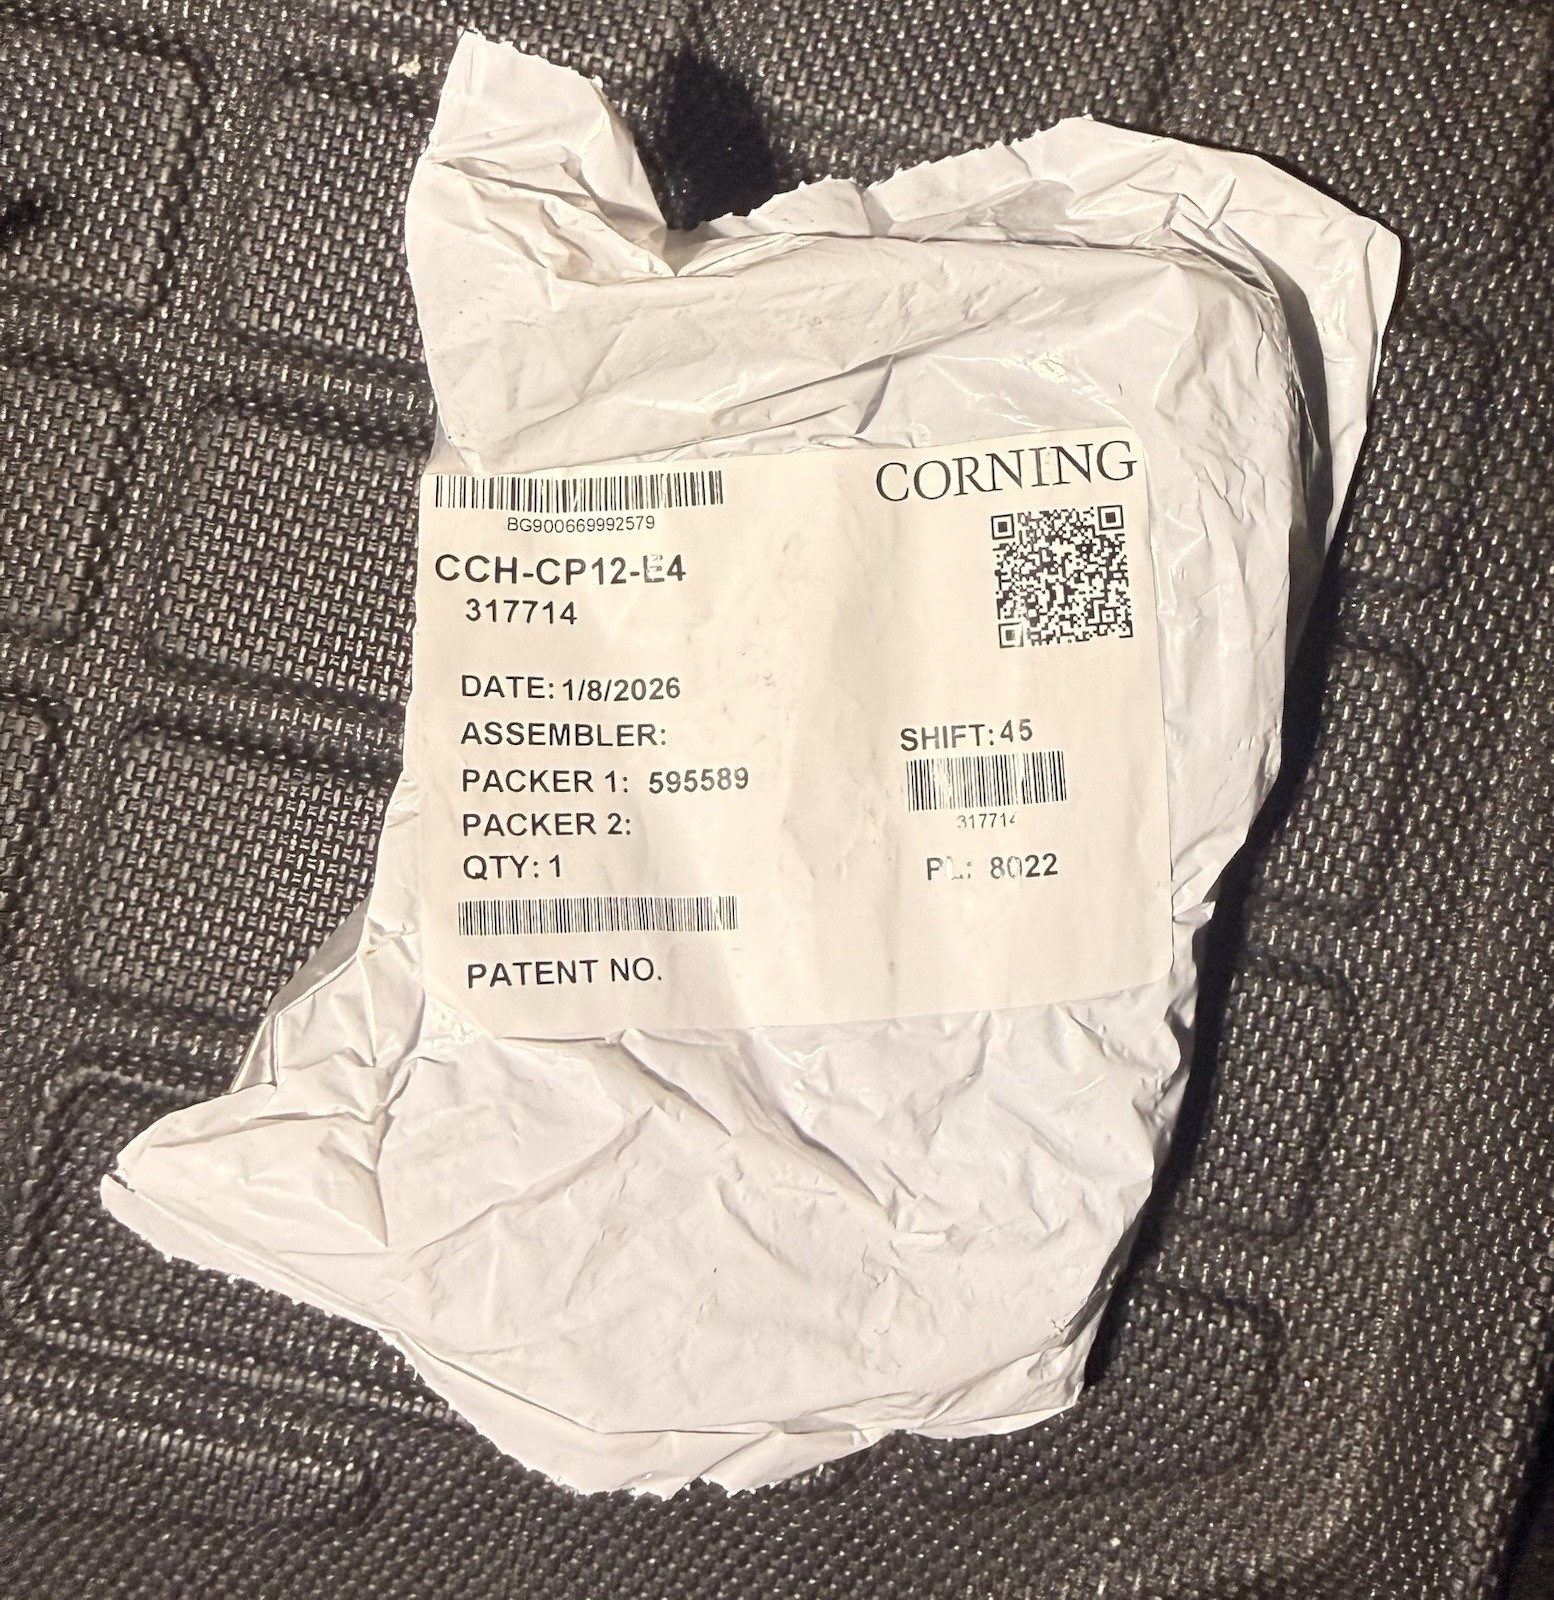 CORNING
BG900669992579
CCH-CP12-E4
317714
DATE: 1/8/2026
ASSEMBLER:
SHIFT: 45
PACKER 1: 595589
317714
PACKER 2:
QTY: 1
PL: 8022
PATENT NO.